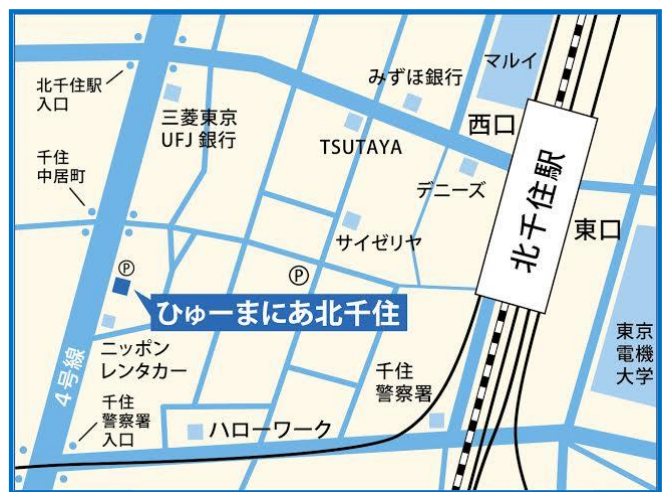 マルイ
みずほ銀行
北千住駅
入口
三菱東京
UFJ 銀行
西口
TSUTAYA
千住
中居町
デニーズ
北千住駅
東口
サイゼリヤ
P
P
ひゅーまにあ北千住
ニッポン
レンタカー
4号線
東京
電機
大学
千住
警察署
千住
警察署
入口
ハローワーク